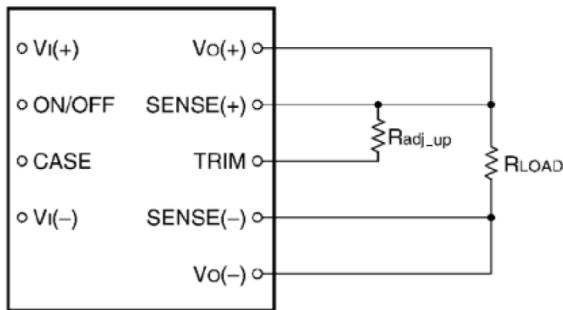 VI(+) VO(+)
ON/OFF SENSE(+)
Radj_up
CASE TRIM
RLOAD
VI(−) SENSE(−)
VO(−)